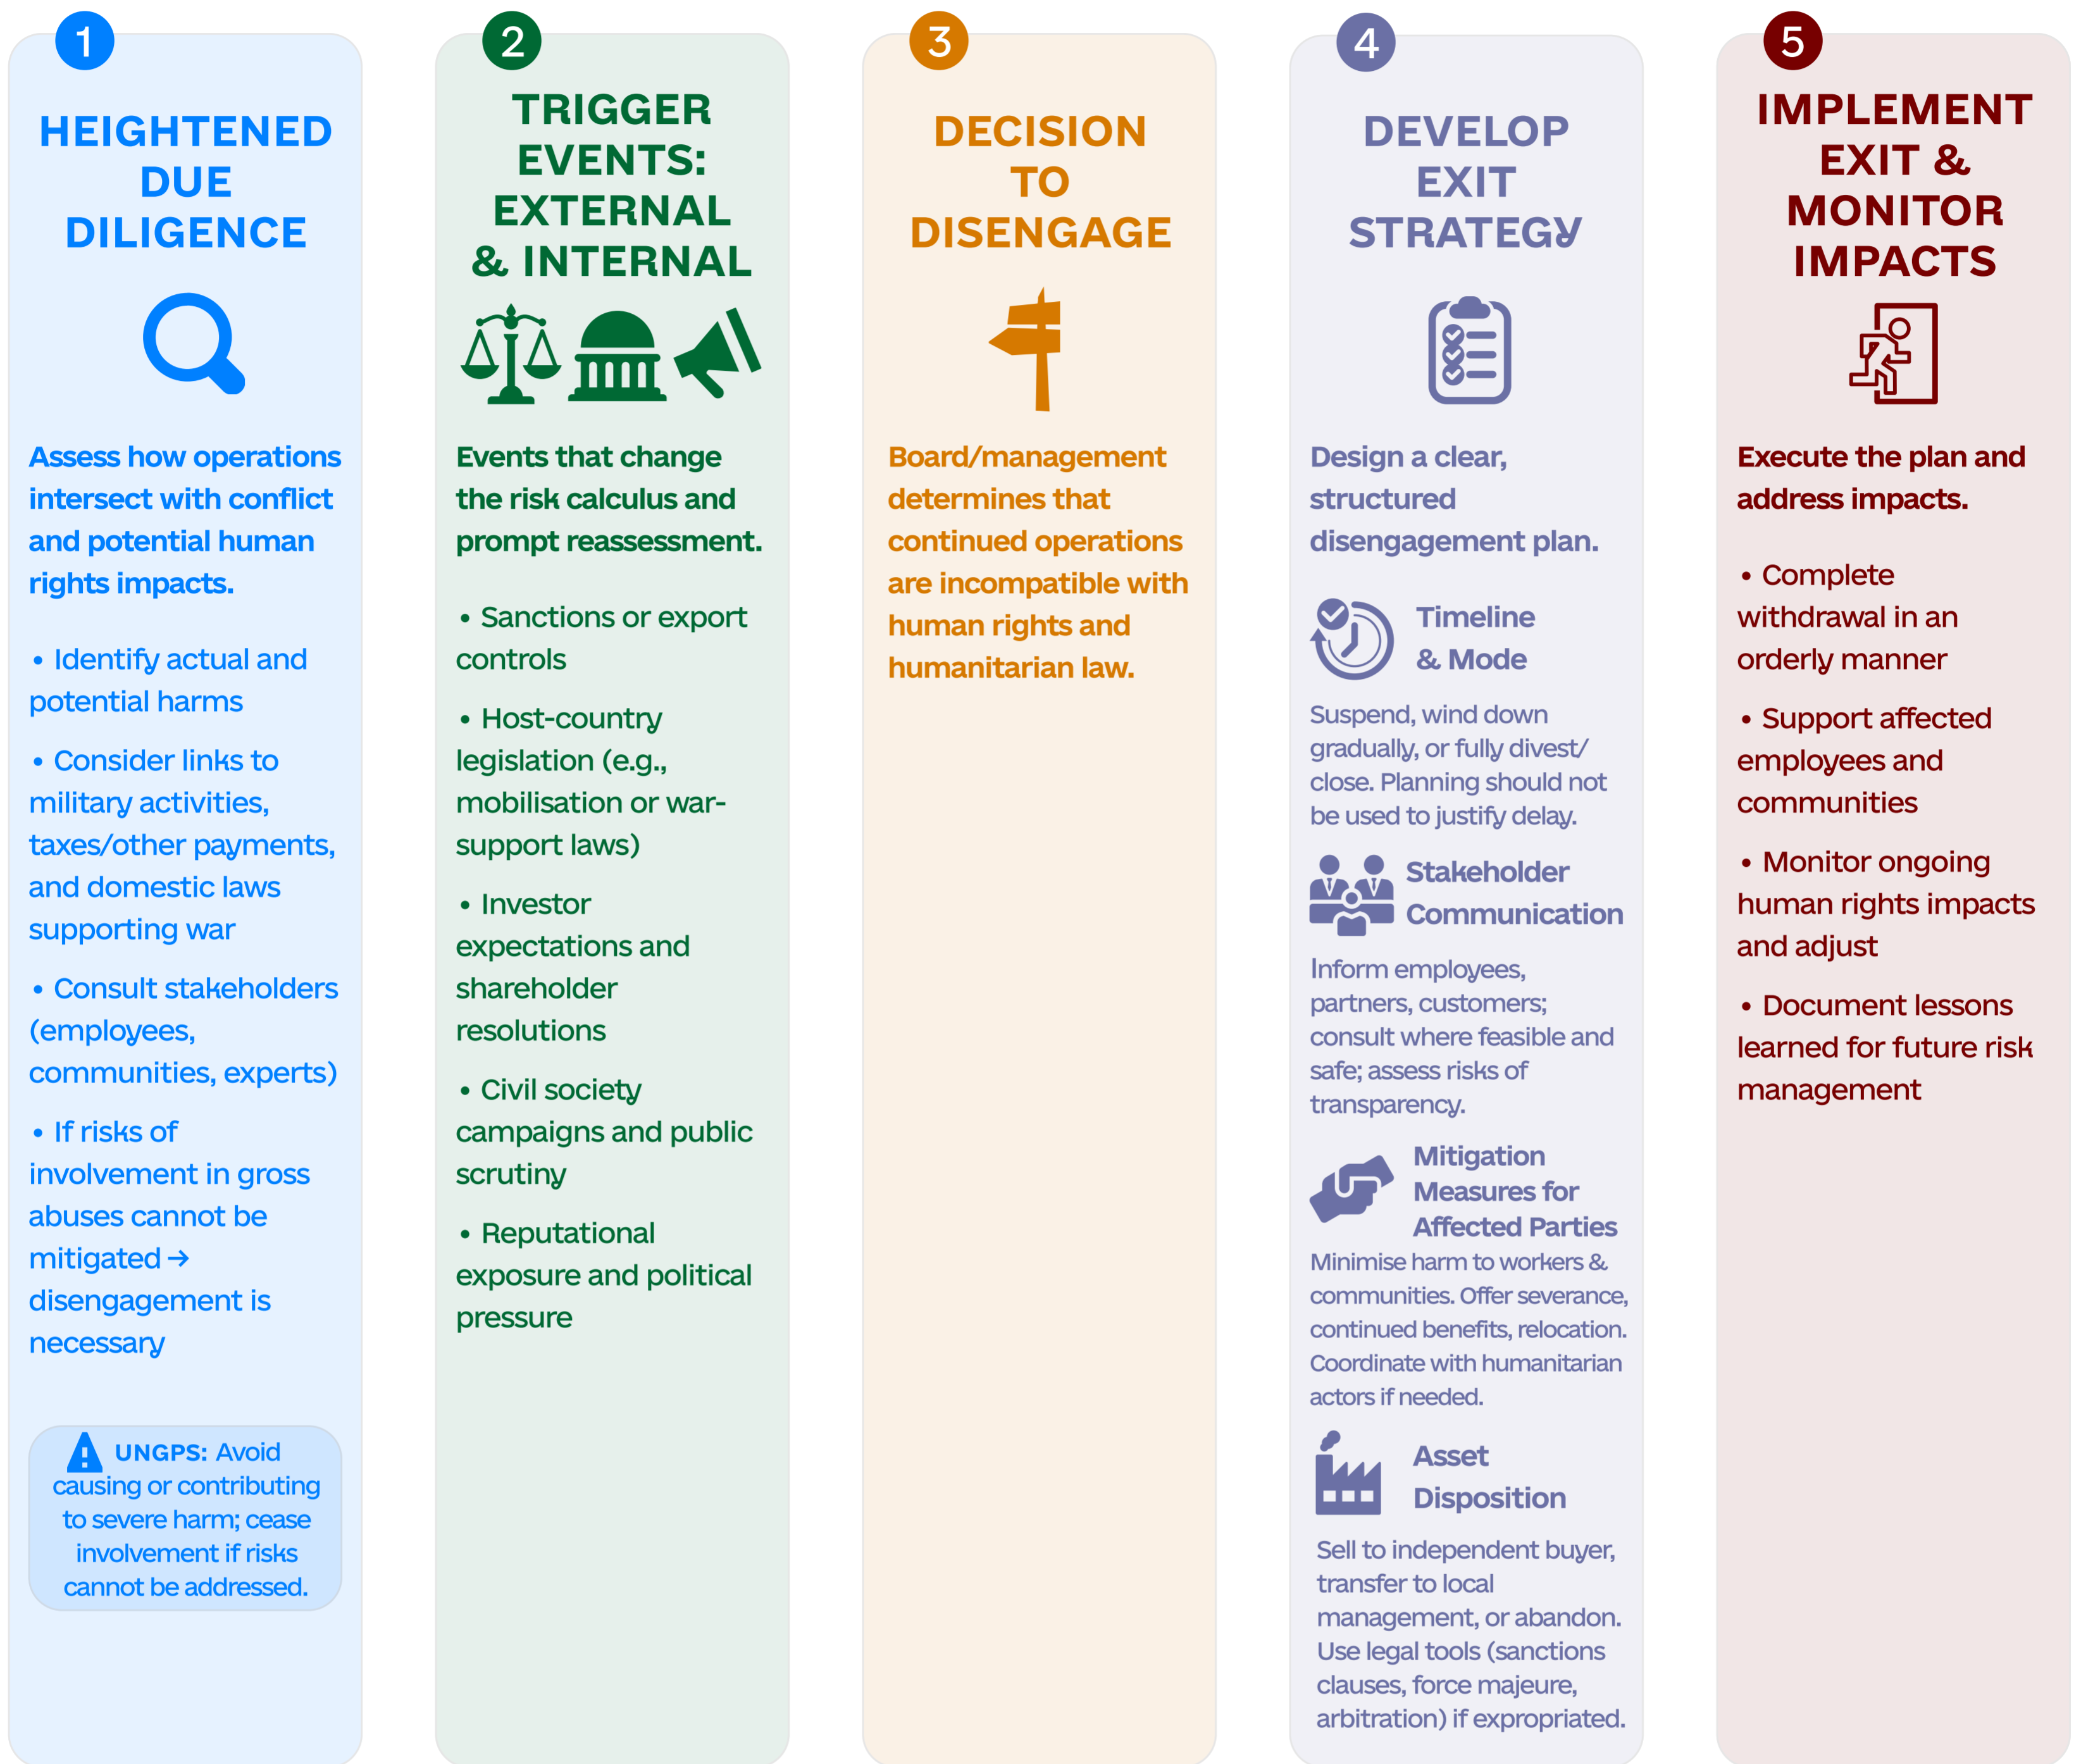 1
HEIGHTENED
DUE
DILIGENCE
Assess how operations
intersect with conflict
and potential human
rights impacts.
• Identify actual and
potential harms
• Consider links to
military activities,
taxes/other payments,
and domestic laws
supporting war
• Consult stakeholders
(employees,
communities, experts)
• If risks of
involvement in gross
abuses cannot be
mitigated →
disengagement is
necessary
UNGPS: Avoid
causing or contributing
to severe harm; cease
involvement if risks
cannot be addressed.
2
TRIGGER
EVENTS:
EXTERNAL
& INTERNAL
Events that change
the risk calculus and
prompt reassessment.
• Sanctions or export
controls
• Host-country
legislation (e.g.,
mobilisation or war-
support laws)
• Investor
expectations and
shareholder
resolutions
• Civil society
campaigns and public
scrutiny
• Reputational
exposure and political
pressure
3
DECISION
TO
DISENGAGE
Board/management
determines that
continued operations
are incompatible with
human rights and
humanitarian law.
4
DEVELOP
EXIT
STRATEGY
Design a clear,
structured
disengagement plan.
Timeline
& Mode
Suspend, wind down
gradually, or fully divest/
close. Planning should not
be used to justify delay.
Stakeholder
Communication
Inform employees,
partners, customers;
consult where feasible and
safe; assess risks of
transparency.
Mitigation
Measures for
Affected Parties
Minimise harm to workers &
communities. Offer severance,
continued benefits, relocation.
Coordinate with humanitarian
actors if needed.
Asset
Disposition
Sell to independent buyer,
transfer to local
management, or abandon.
Use legal tools (sanctions
clauses, force majeure,
arbitration) if expropriated.
5
IMPLEMENT
EXIT &
MONITOR
IMPACTS
Execute the plan and
address impacts.
• Complete
withdrawal in an
orderly manner
• Support affected
employees and
communities
• Monitor ongoing
human rights impacts
and adjust
• Document lessons
learned for future risk
management